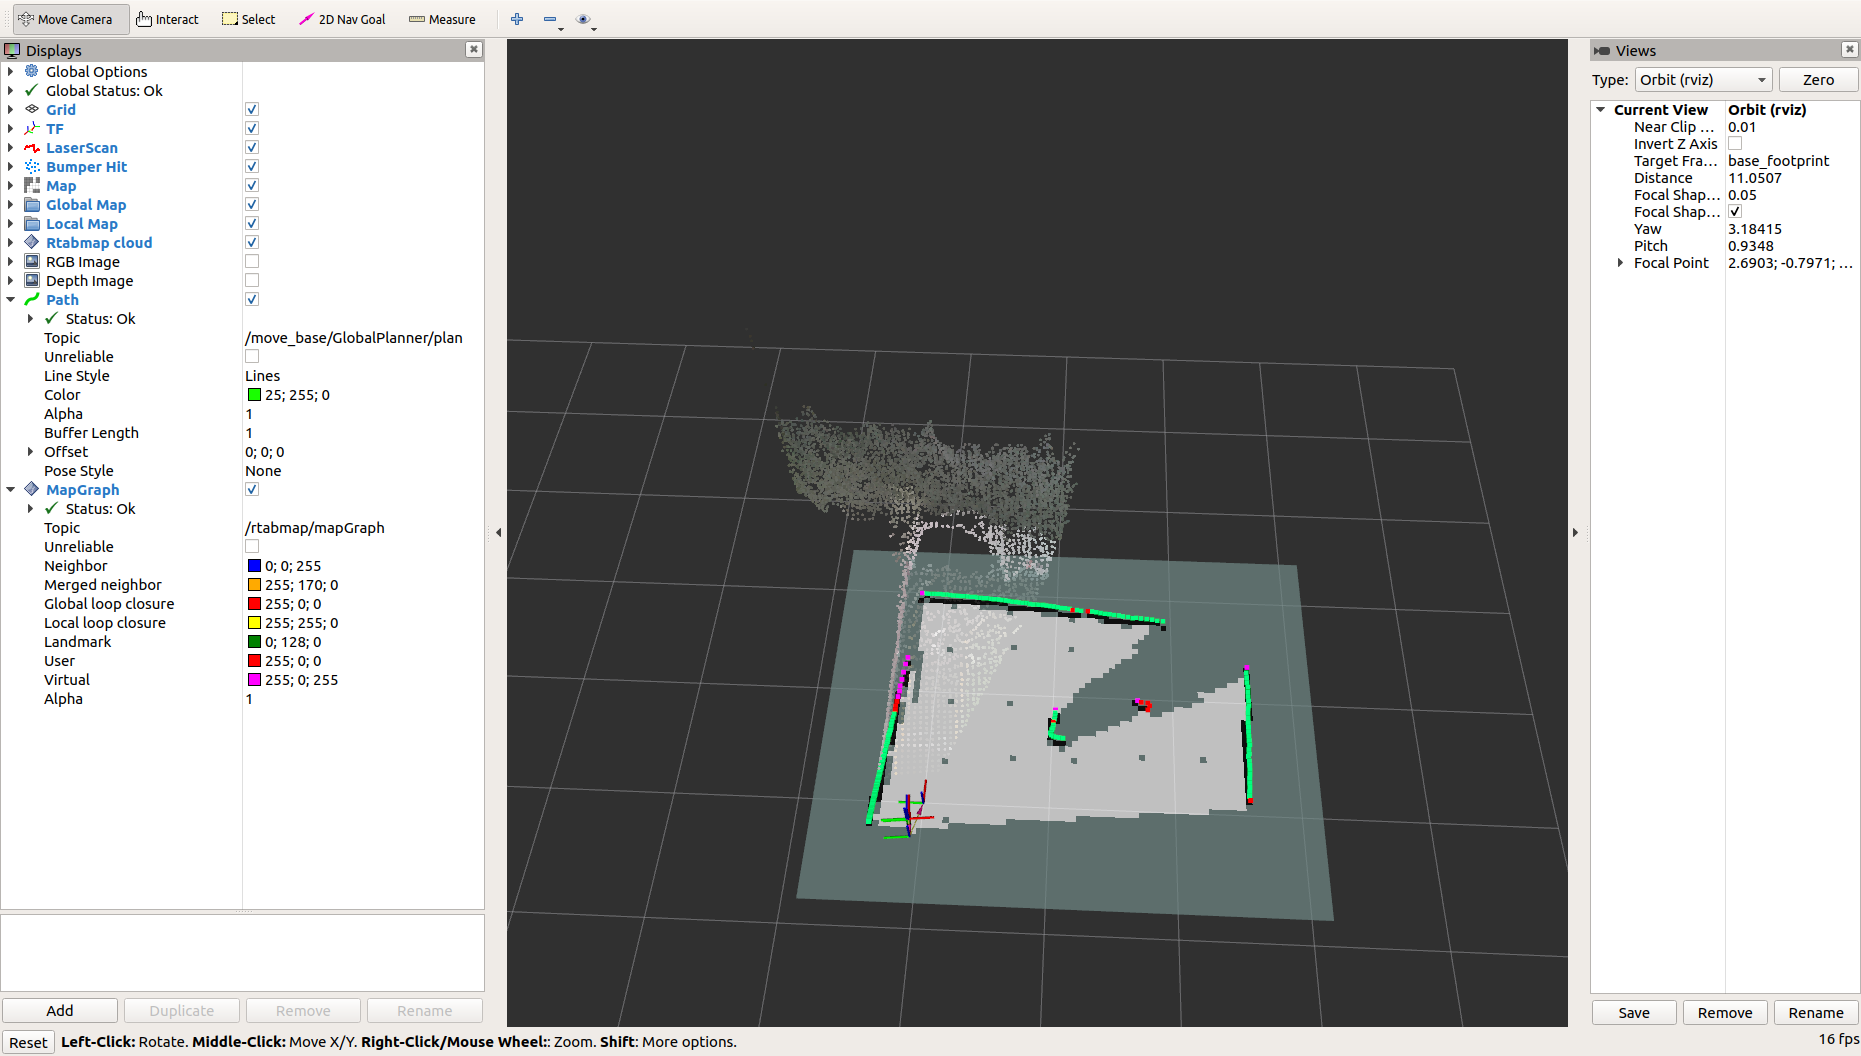 Move Camera Interact Select 2D Nav Goal Measure
Displays
Global Options
Global Status: Ok
Grid
TF
LaserScan
Bumper Hit
Map
Global Map
Local Map
Rtabmap cloud
RGB Image
Depth Image
Path
Status: Ok
Topic /move_base/GlobalPlanner/plan
Unreliable
Line Style Lines
Color 25; 255; 0
Alpha 1
Buffer Length 1
Offset 0; 0; 0
Pose Style None
MapGraph
Status: Ok
Topic /rtabmap/mapGraph
Unreliable
Neighbor 0; 0; 255
Merged neighbor 255; 170; 0
Global loop closure 255; 0; 0
Local loop closure 255; 255; 0
Landmark 0; 128; 0
User 255; 0; 0
Virtual 255; 0; 255
Alpha 1
Add Duplicate Remove Rename
Views
Type: Orbit (rviz) Zero
Current View Orbit (rviz)
Near Clip ... 0.01
Invert Z Axis
Target Fra... base_footprint
Distance 11.0507
Focal Shap... 0.05
Focal Shap...
Yaw 3.18415
Pitch 0.9348
Focal Point 2.6903; -0.7971; ...
Save Remove Rename
Reset Left-Click: Rotate. Middle-Click: Move X/Y. Right-Click/Mouse Wheel:: Zoom. Shift: More options. 16 fps